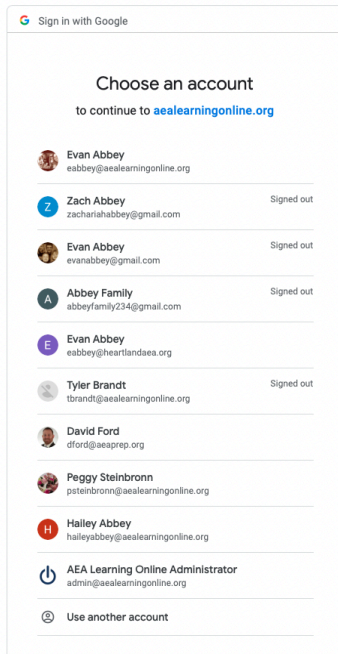 Sign in with Google
Choose an account
to continue to aealearningonline.org
Evan Abbey
eabbey@aealearningonline.org
Zach Abbey
Signed out
zachariahabbey@gmail.com
Evan Abbey
Signed out
evanabbey@gmail.com
A
Abbey Family
Signed out
abbeyfamily234@gmail.com
E
Evan Abbey
eabbey@heartlandaea.org
Tyler Brandt
Signed out
tbrandt@aealearningonline.org
David Ford
dford@aeaprep.org
Peggy Steinbronn
psteinbronn@aealearningonline.org
H
Hailey Abbey
haileyabbey@aealearningonline.org
AEA Learning Online Administrator
admin@aealearningonline.org
Use another account